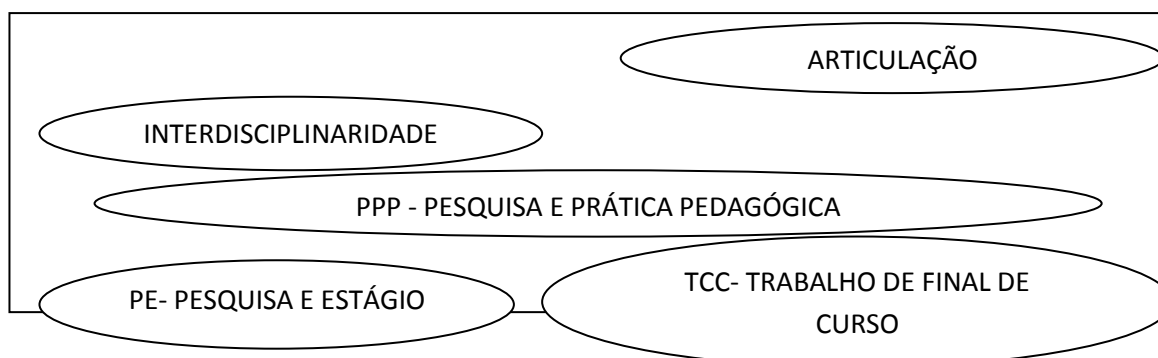 ARTICULAÇÃO
INTERDISCIPLINARIDADE
PPP - PESQUISA E PRÁTICA PEDAGÓGICA
PE- PESQUISA E ESTÁGIO
TCC- TRABALHO DE FINAL DE
CURSO